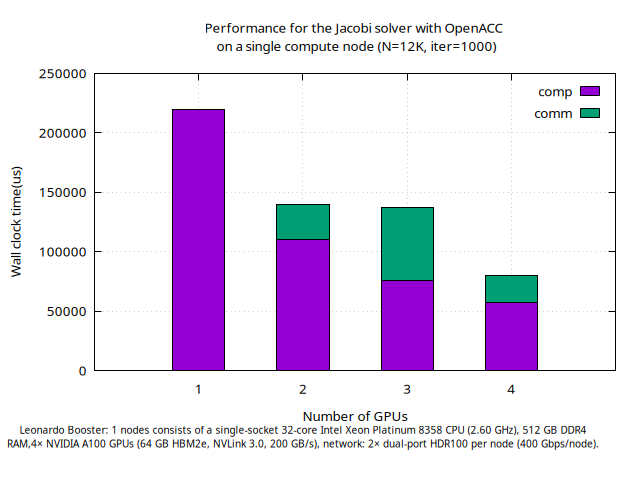 Performance for the Jacobi solver with OpenACC
on a single compute node (N=12K, iter=1000)
250000
200000
150000
100000
50000
0
Wall clock time(us)
comp
comm
1
2
3
4
Number of GPUs
Leonardo Booster: 1 nodes consists of a single-socket 32-core Intel Xeon Platinum 8358 CPU (2.60 GHz), 512 GB DDR4
RAM,4× NVIDIA A100 GPUs (64 GB HBM2e, NVLink 3.0, 200 GB/s), network: 2× dual-port HDR100 per node (400 Gbps/node).